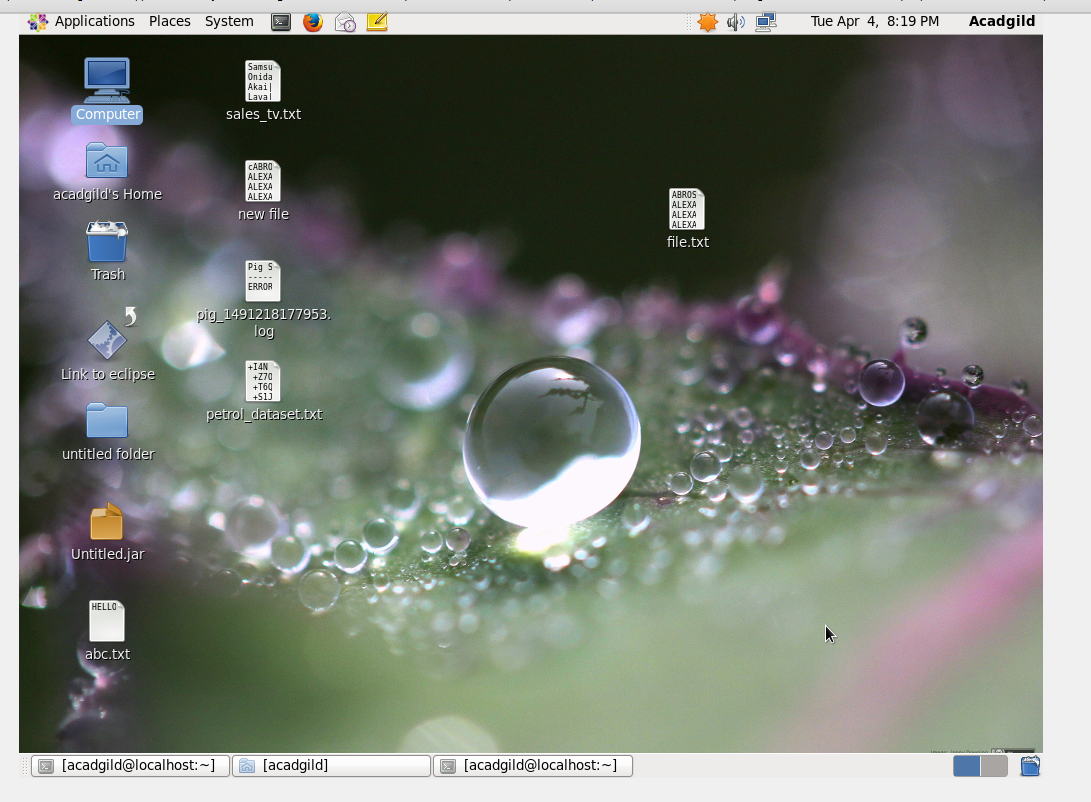 Applications Places System
Tue Apr 4, 8:19 PM
Acadgild
Computer
acadgild's Home
Trash
Link to eclipse
untitled folder
Untitled.jar
HELLO
abc.txt
Samsu
Onida
Akai|
Lava|
sales_tv.txt
cABRO
ALEXA
ALEXA
ALEXA
new file
Pig S
-----
ERROR
pig_1491218177953.
log
+I4N
+Z7Q
+T6Q
+S1J
petrol_dataset.txt
ABROS
ALEXA
ALEXA
ALEXA
file.txt
[acadgild@localhost:~]
[acadgild]
[acadgild@localhost:~]